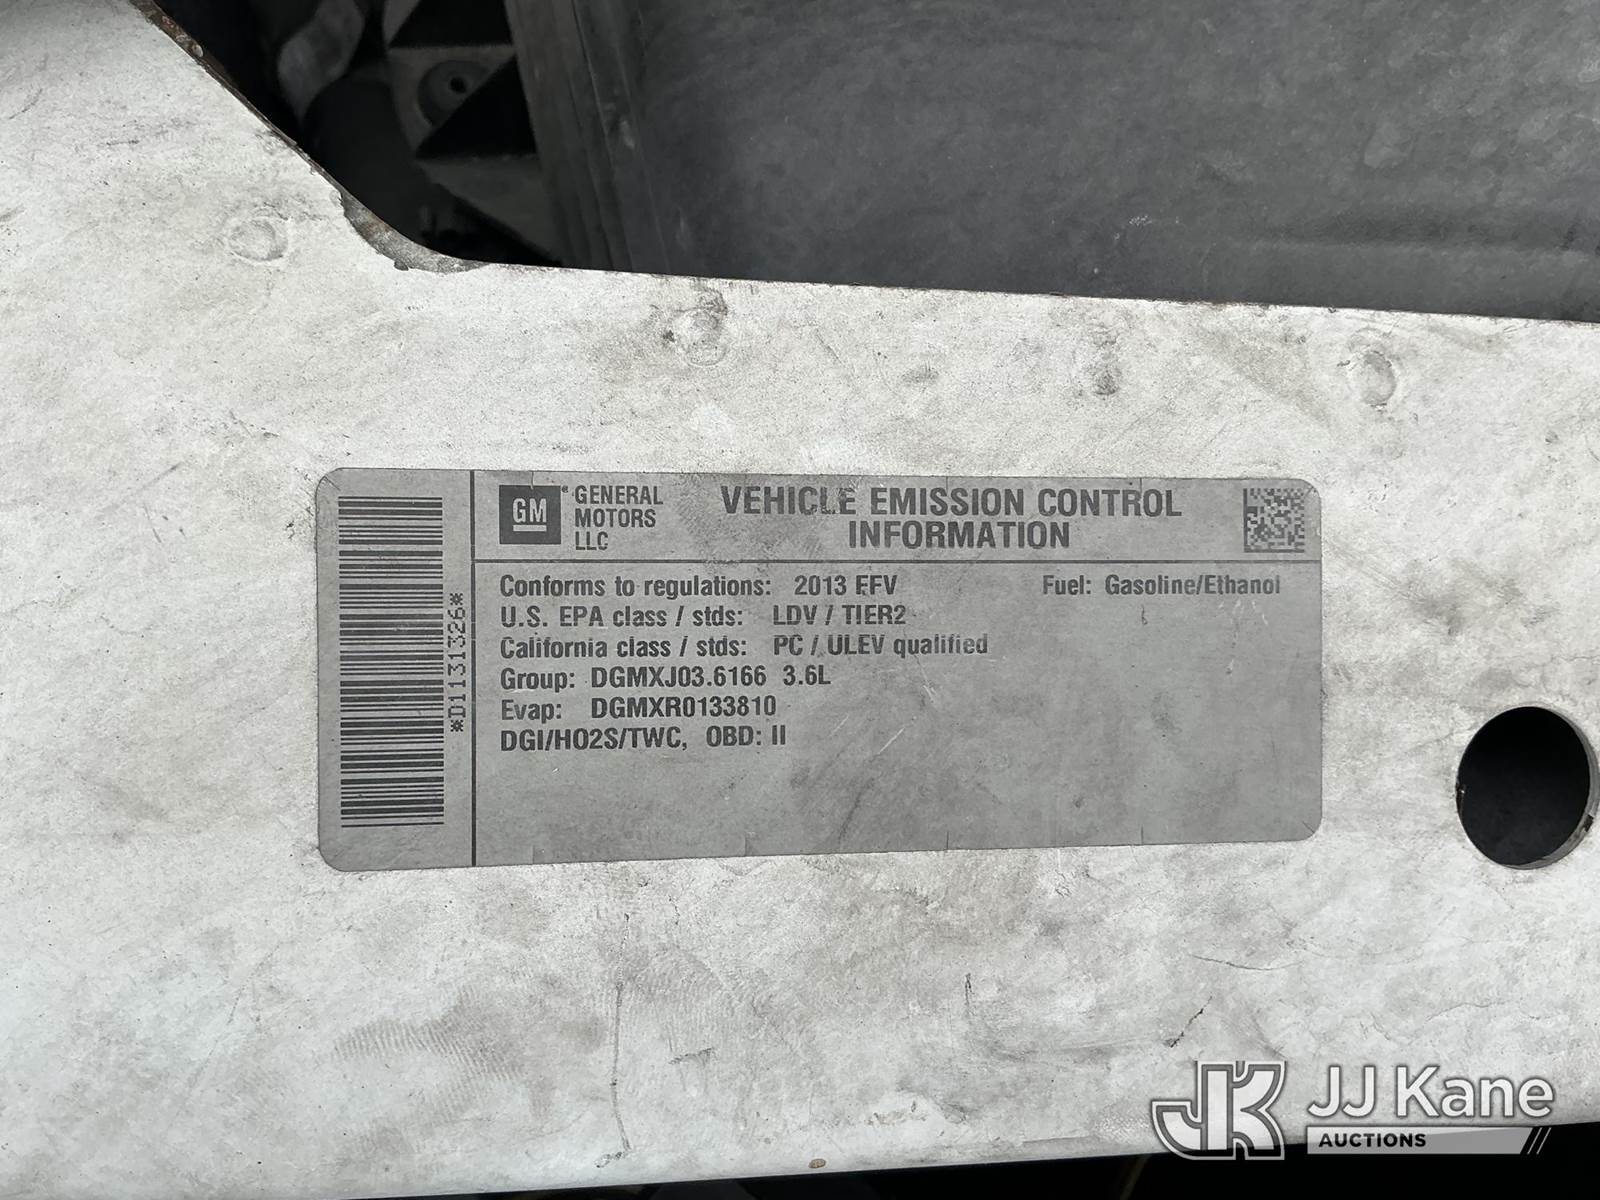 GM
GENERAL
MOTORS
LLC
VEHICLE EMISSION CONTROL
INFORMATION
*D1131326*
Conforms to regulations: 2013 FFV Fuel: Gasoline/Ethanol
U.S. EPA class / stds: LDV / TIER2
California class / stds: PC / ULEV qualified
Group: DGMXJ03.6166 3.6L
Evap: DGMXR0133810
DGI/HO2S/TWC, OBD: II
JK JJ Kane
AUCTIONS